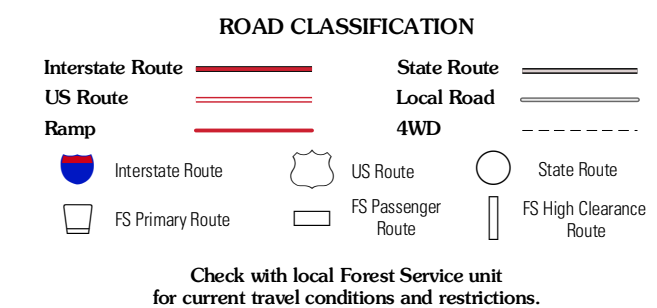 ROAD CLASSIFICATION
Interstate Route
State Route
US Route
Local Road
Ramp
4WD
Interstate Route
US Route
State Route
FS Primary Route
FS Passenger
Route
FS High Clearance
Route
Check with local Forest Service unit
for current travel conditions and restrictions.